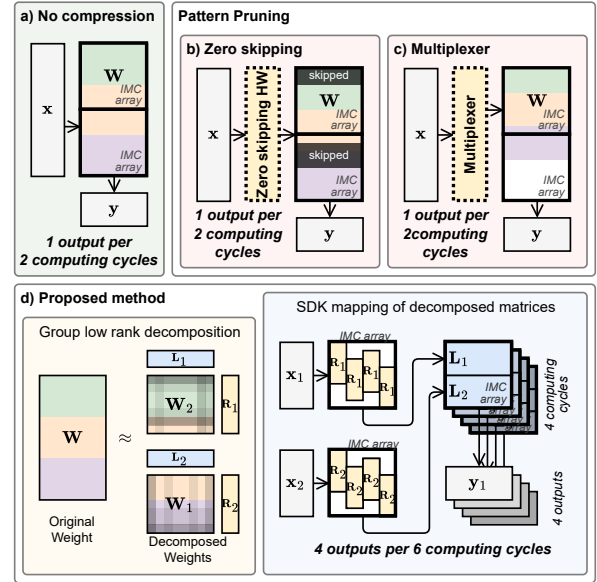 a) No compression
x
W
IMC
array
IMC
array
y
1 output per
2 computing cycles
Pattern Pruning
b) Zero skipping
x
Zero skipping HW
skipped
W
IMC
array
skipped
IMC
array
y
1 output per
2 computing
cycles
c) Multiplexer
x
Multiplexer
W
IMC
array
IMC
array
y
1 output per
2computing
cycles
d) Proposed method
Group low rank decomposition
W
Original
Weight
≈
L₁
W₂
R₁
L₂
W₁
R₂
Decomposed
Weights
SDK mapping of decomposed matrices
x₁
IMC array
R₁
R₁
R₁
R₁
x₂
IMC array
R₂
R₂
R₂
R₂
L₁
L₂
IMC
array
array
array
4 computing
cycles
y₁
4 outputs
4 outputs per 6 computing cycles